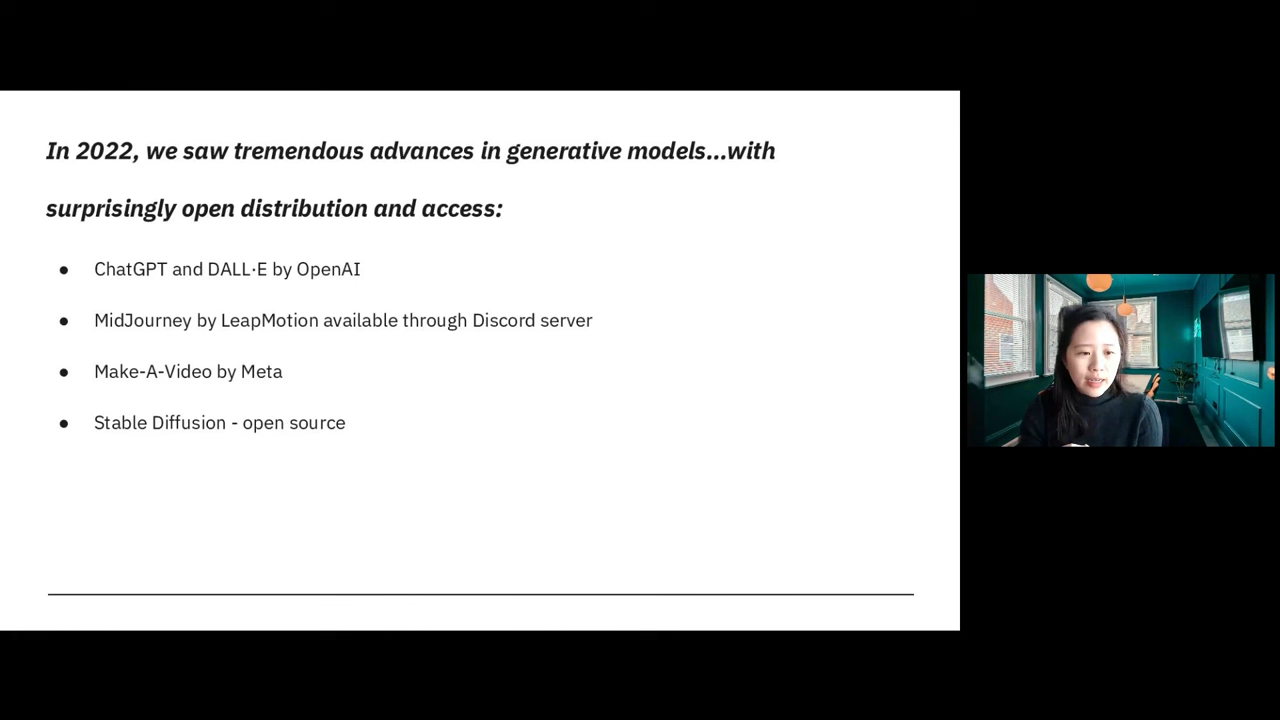 In 2022, we saw tremendous advances in generative models...with
surprisingly open distribution and access:
● ChatGPT and DALL·E by OpenAI
● MidJourney by LeapMotion available through Discord server
● Make-A-Video by Meta
● Stable Diffusion - open source